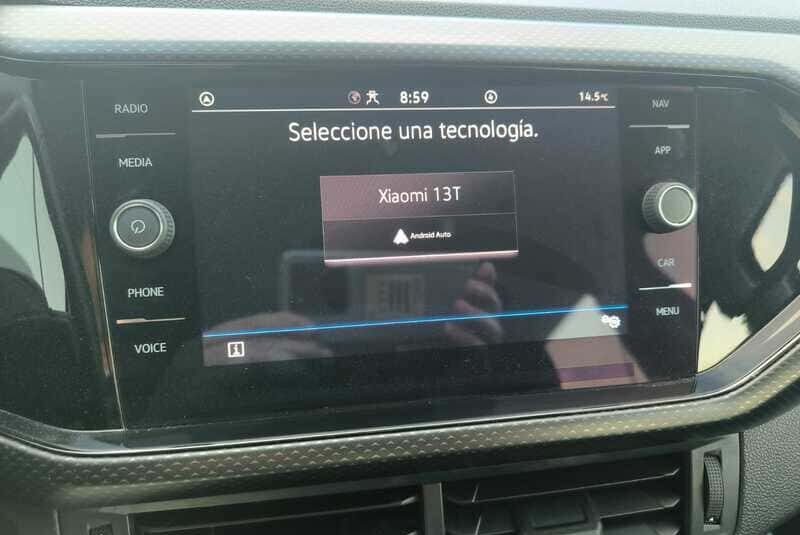 RADIO
MEDIA
PHONE
VOICE
8:59
14.5°C
Seleccione una tecnología.
Xiaomi 13T
Android Auto
i
NAV
APP
CAR
MENU